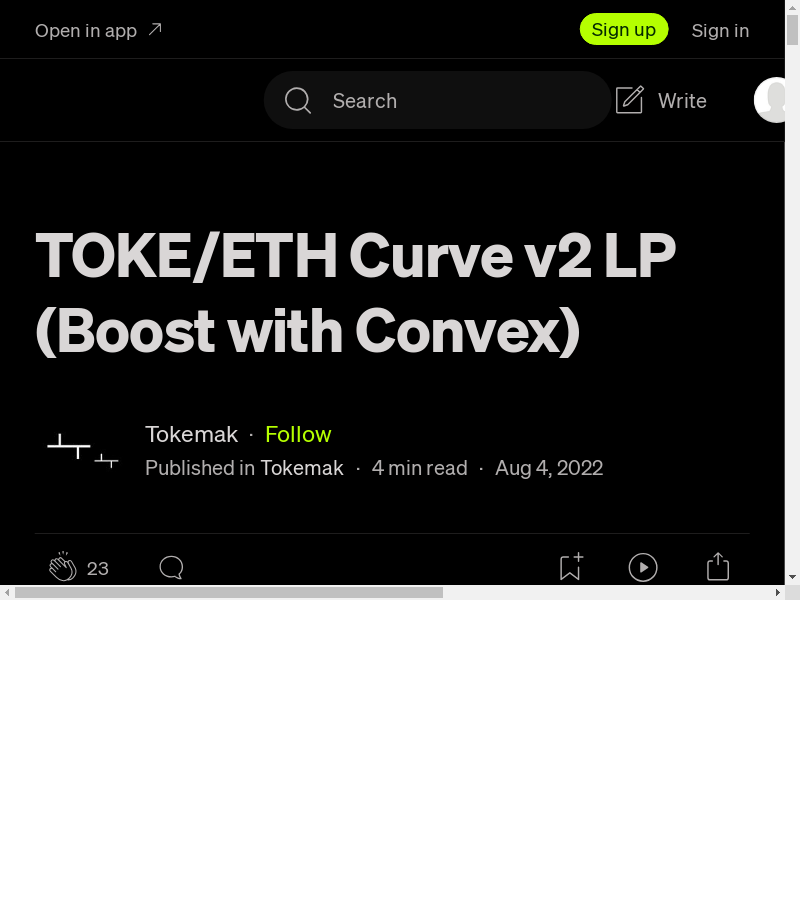 Open in app
Sign up
Sign in
Search
Write
TOKE/ETH Curve v2 LP
(Boost with Convex)
Tokemak · Follow
Published in Tokemak · 4 min read · Aug 4, 2022
23